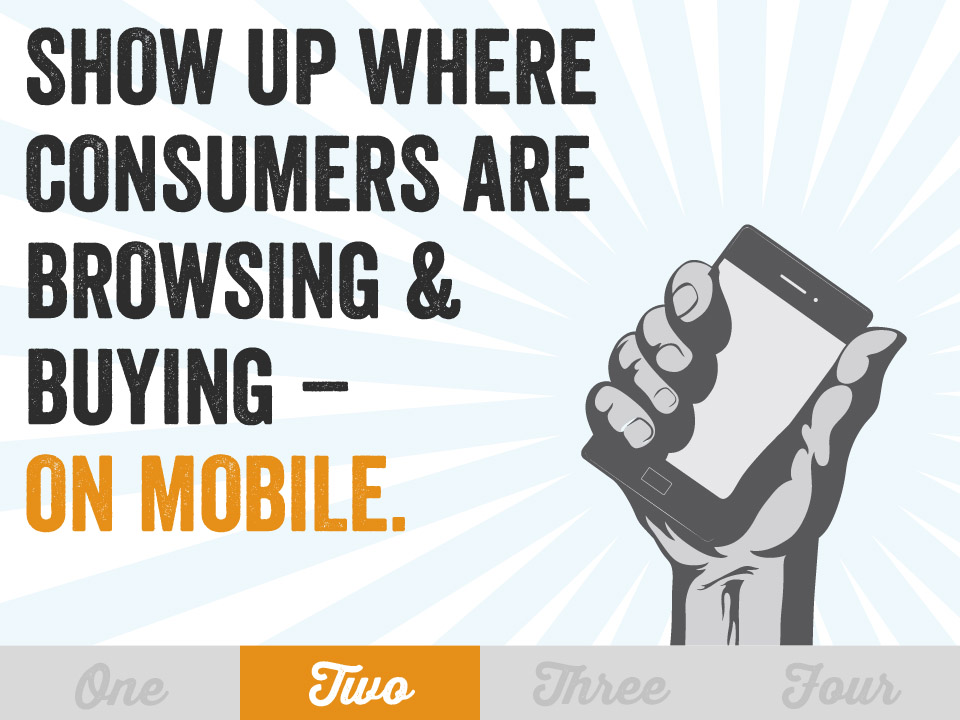 SHOW UP WHERE
CONSUMERS ARE
BROWSING &
BUYING –
ON MOBILE.
One
Two
Three
Four